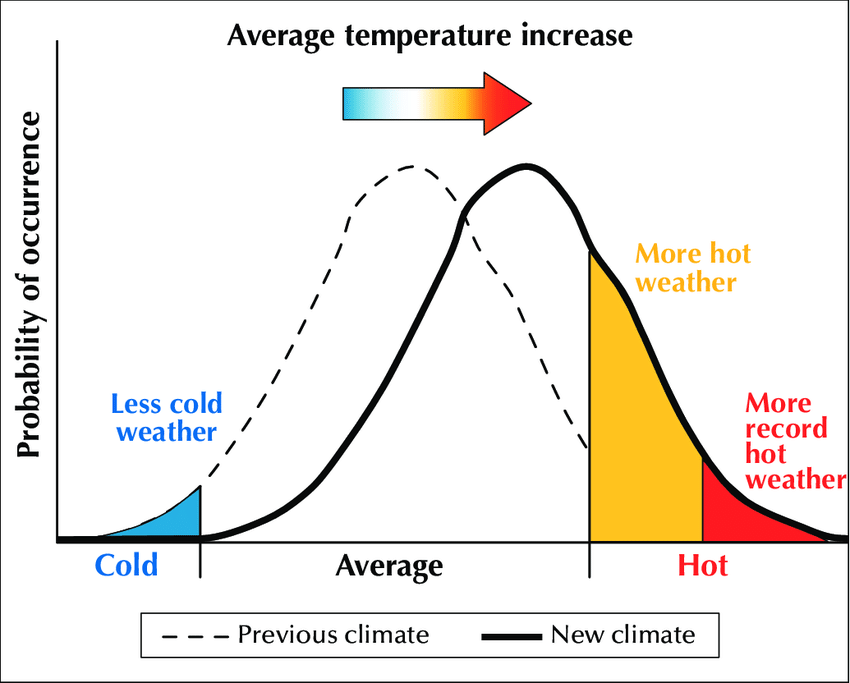 Average temperature increase
Probability of occurrence
More hot
weather
Less cold
weather
More
record
hot
weather
Cold
Average
Hot
Previous climate
New climate